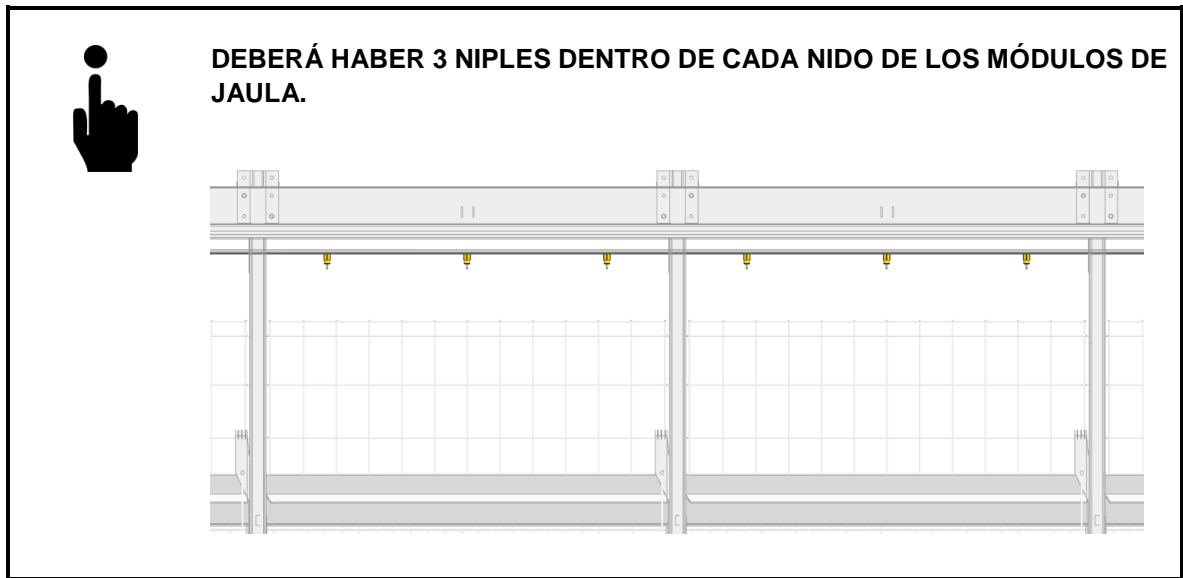 DEBERÁ HABER 3 NIPLES DENTRO DE CADA NIDO DE LOS MÓDULOS DE
JAULA.